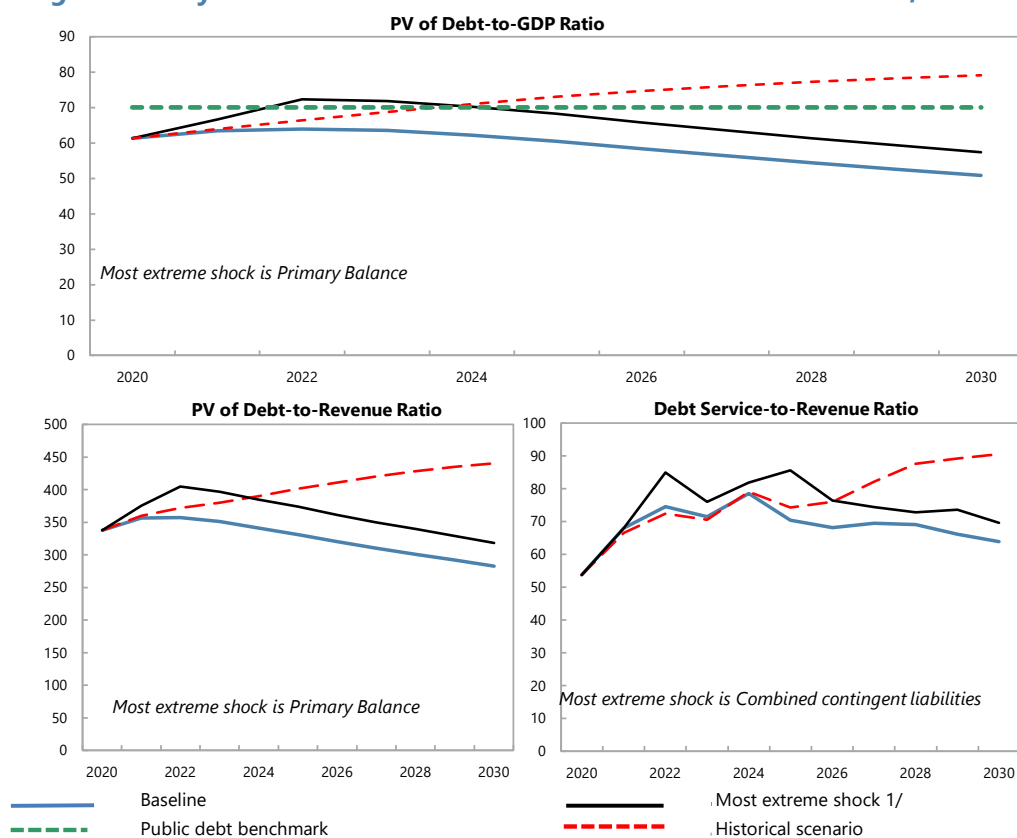 PV of Debt-to-GDP Ratio
90
80
70
60
50
40
30
20
10
0
Most extreme shock is Primary Balance
2020 2022 2024 2026 2028 2030
PV of Debt-to-Revenue Ratio
500
450
400
350
300
250
200
150
100
50
0
Most extreme shock is Primary Balance
2020 2022 2024 2026 2028 2030
Debt Service-to-Revenue Ratio
100
90
80
70
60
50
40
30
20
10
0
Most extreme shock is Combined contingent liabilities
2020 2022 2024 2026 2028 2030
Baseline
Public debt benchmark
Most extreme shock 1/
Historical scenario